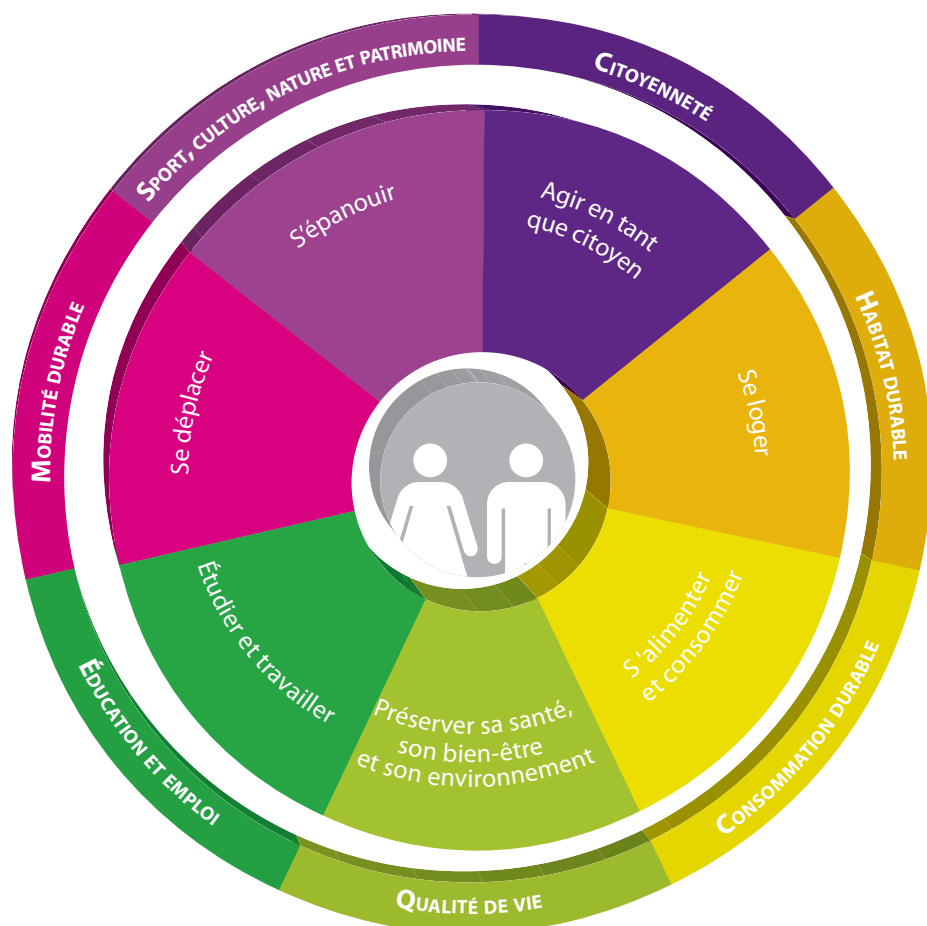 SPORT, CULTURE, NATURE ET PATRIMOINE
CITOYENNETÉ
HABITAT DURABLE
CONSOMMATION DURABLE
QUALITÉ DE VIE
ÉDUCATION ET EMPLOI
MOBILITÉ DURABLE
S'épanouir
Agir en tant
que citoyen
Se loger
S 'alimenter
et consommer
Préserver sa santé,
son bien-être
et son environnement
Étudier et travailler
Se déplacer